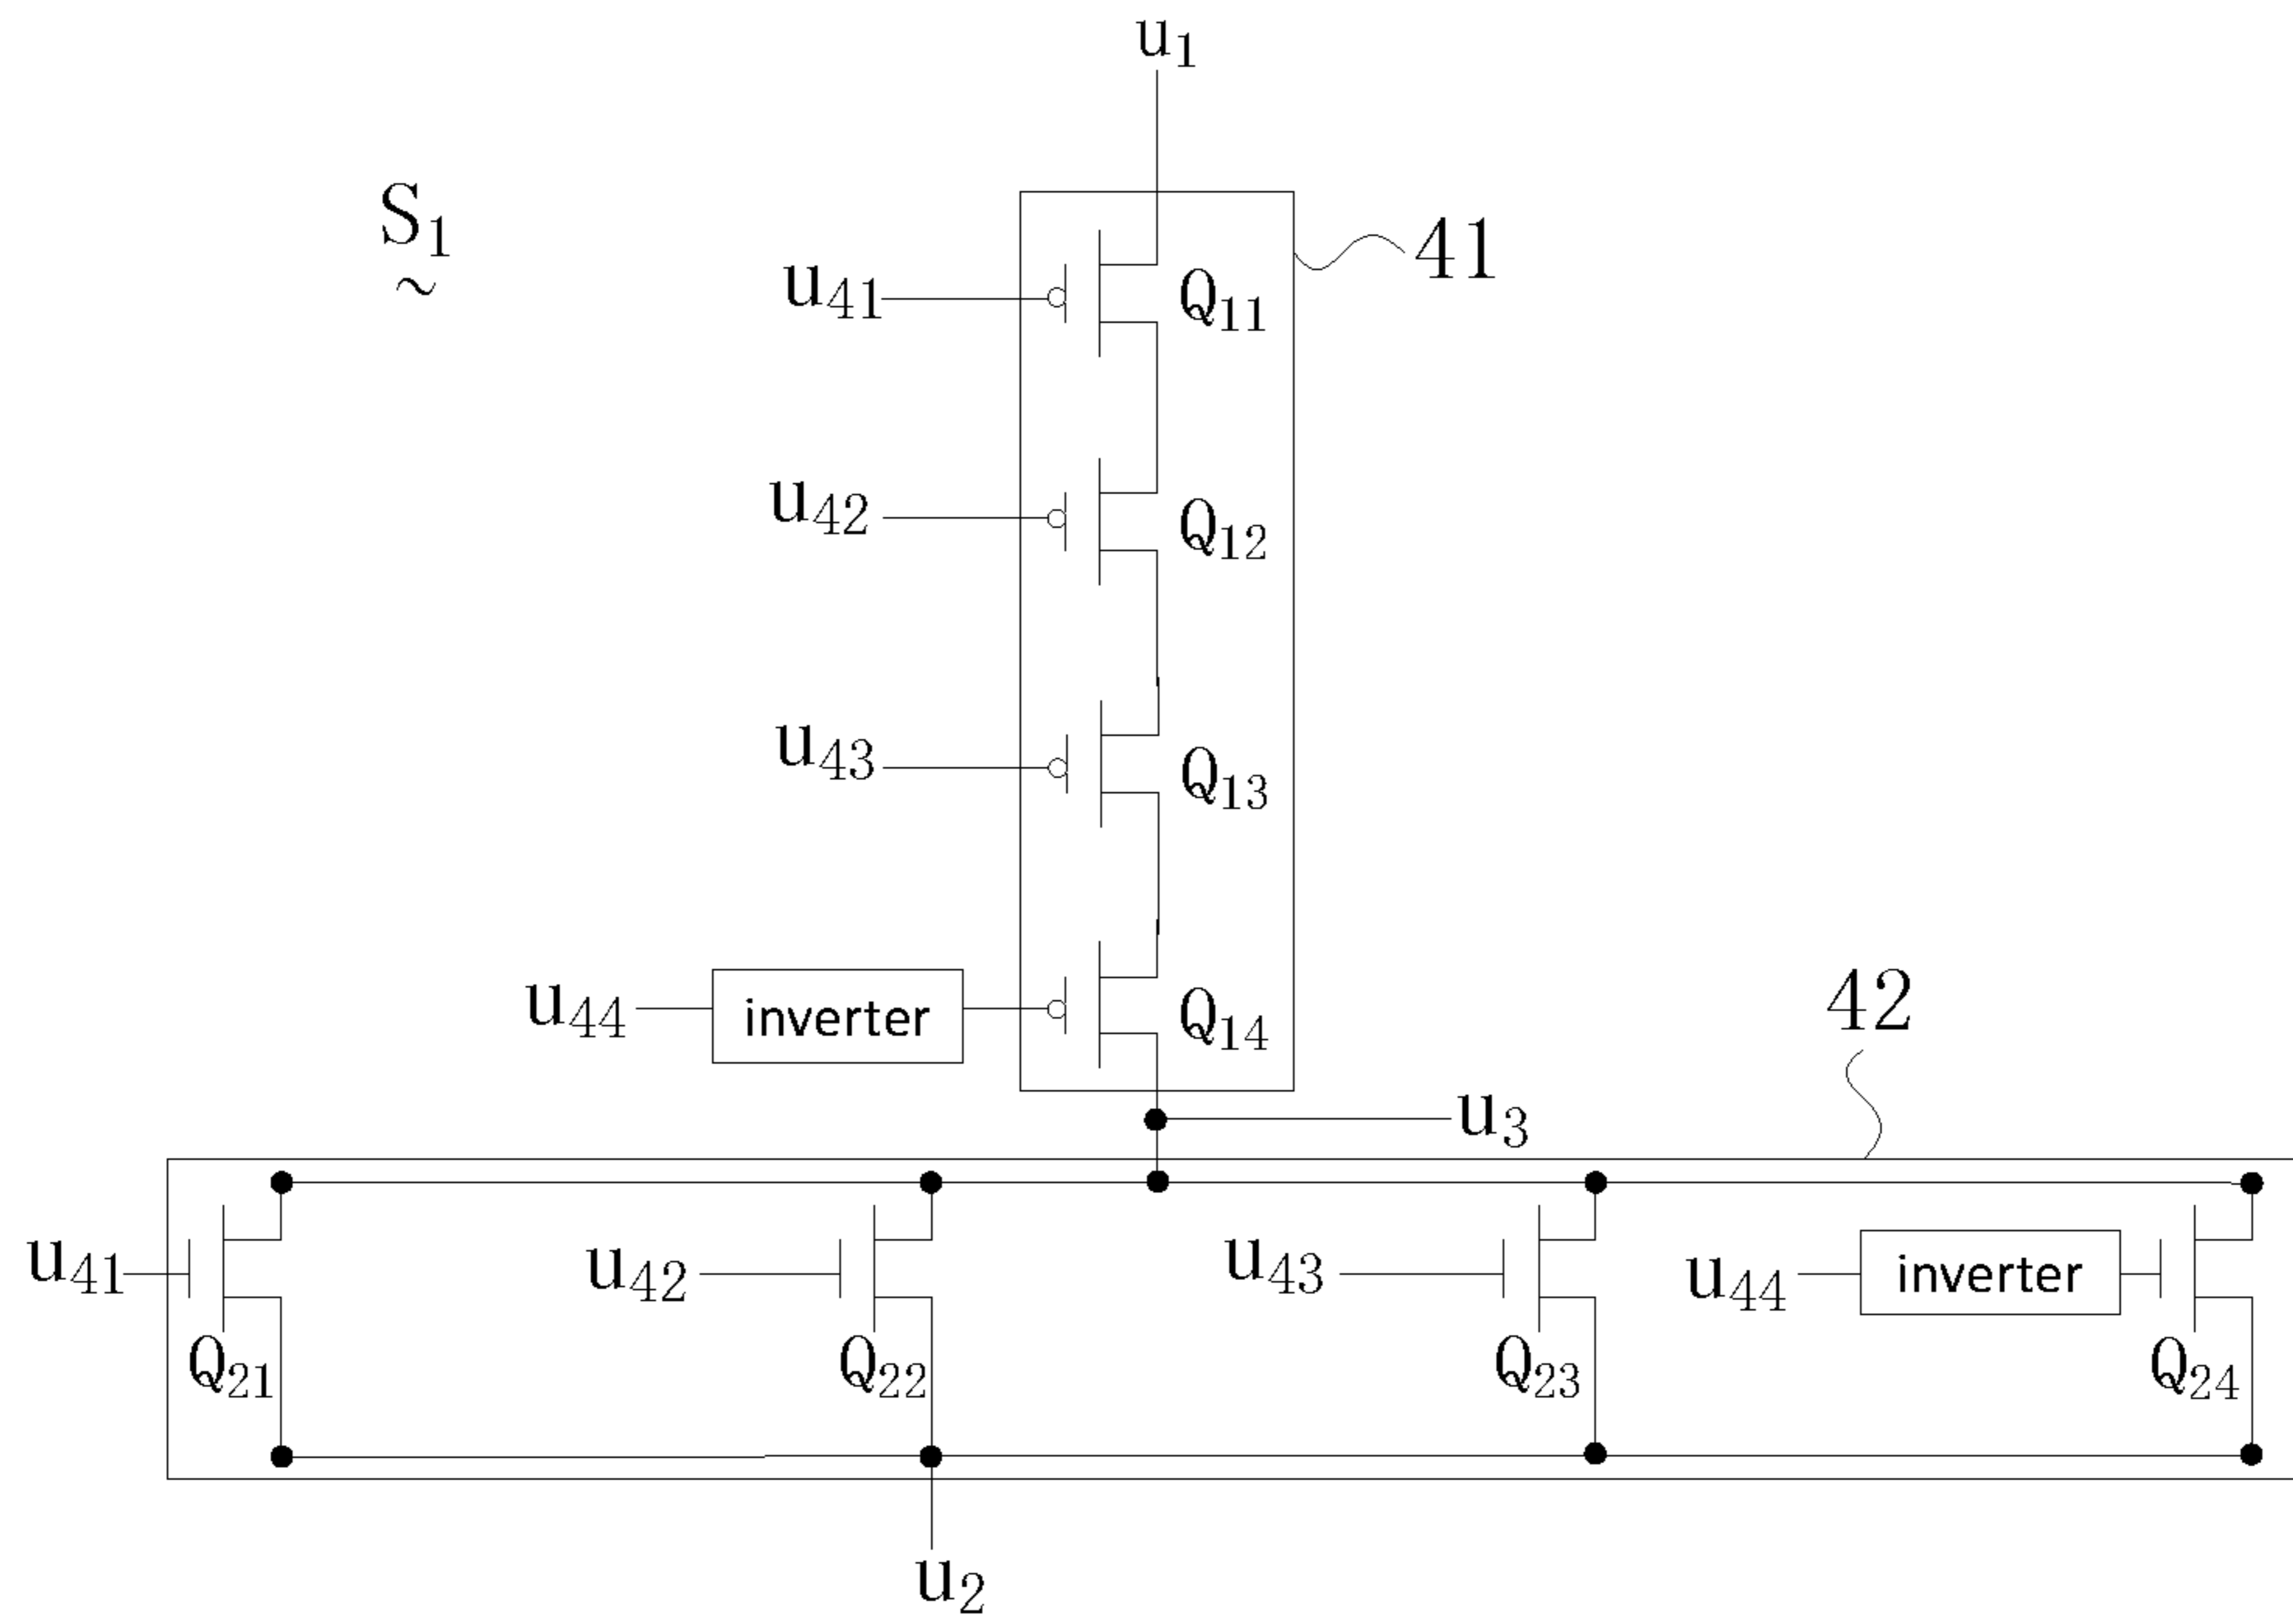 u1
S1
~
41
u41
Q11
u42
Q12
u43
Q13
u44 inverter Q14
42
u3
u41 u42 u43 u44 inverter
Q21 Q22 Q23 Q24
u2